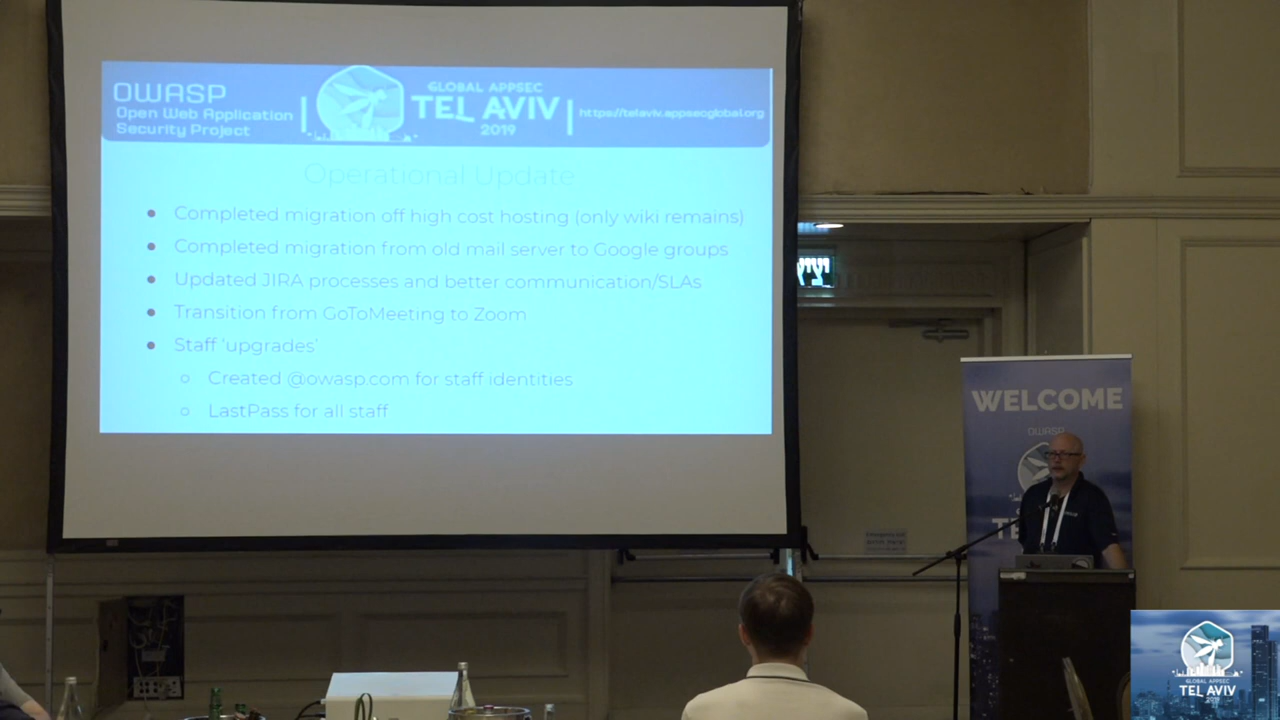 OWASP
Open Web Application
Security Project
GLOBAL APPSEC
TEL AVIV
2019
https://telaviv.appsecglobal.org
Operational Update
● Completed migration off high cost hosting (only wiki remains)
● Completed migration from old mail server to Google groups
● Updated JIRA processes and better communication/SLAs
● Transition from GoToMeeting to Zoom
● Staff 'upgrades'
○ Created @owasp.com for staff identities
○ LastPass for all staff
WELCOME
OWASP
TE
GLOBAL APPSEC
TEL AVIV
2019